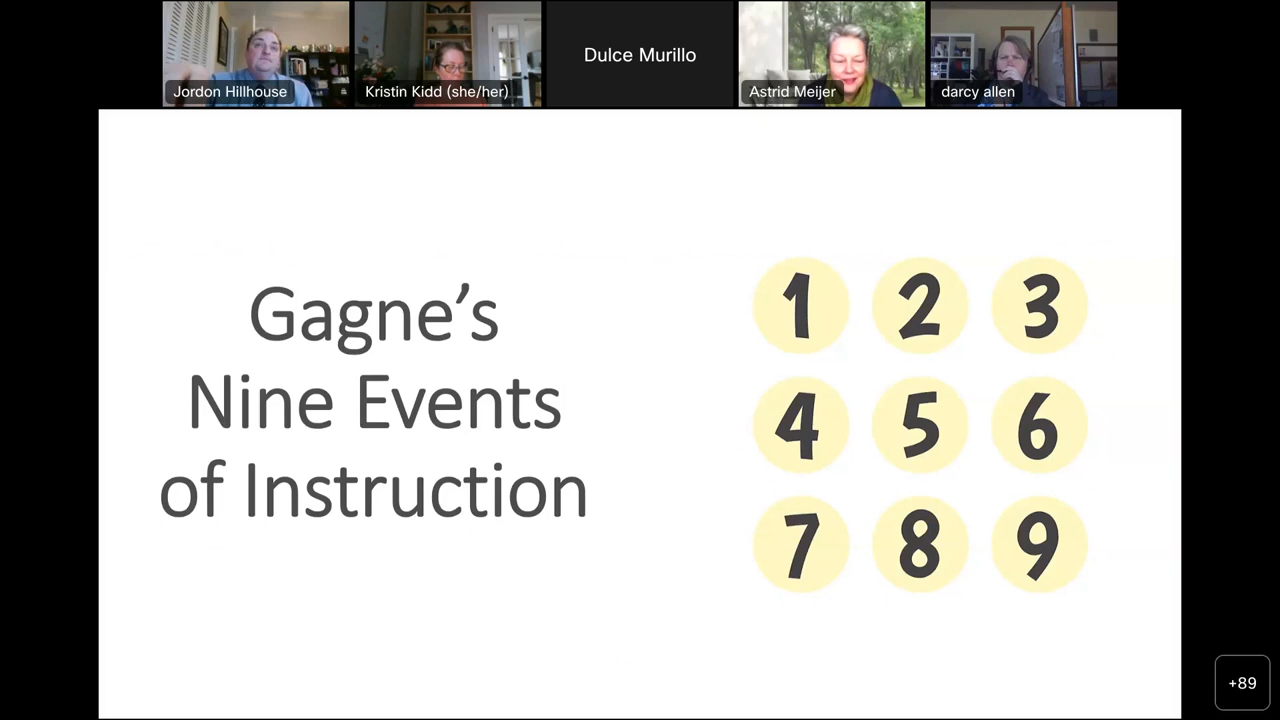 Jordon Hillhouse
Kristin Kidd (she/her)
Dulce Murillo
Astrid Meijer
darcy allen
Gagne’s
Nine Events
of Instruction
1 2 3
4 5 6
7 8 9
+89